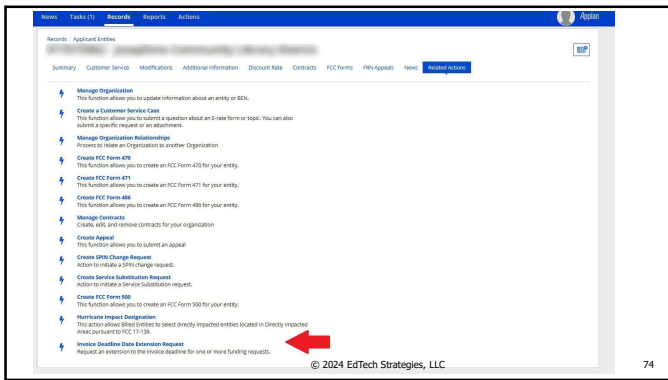 News Tasks (1) Records Reports Actions
Appian
Records Applicant Entities
Summary Customer Service Modifications Additional Information Discount Rate Contracts FCC Forms FRN Appeals News Related Actions
Manage Organization
This function allows you to update information about an entity or BEN.
Create a Customer Service Case
This function allows you to submit a question about an E-rate form or topic. You can also
submit a specific request or an attachment.
Manage Organization Relationships
Process to relate an Organization to another Organization
Create FCC Form 470
This function allows you to create an FCC Form 470 for your entity.
Create FCC Form 471
This function allows you to create an FCC Form 471 for your entity.
Create FCC Form 486
This function allows you to create an FCC Form 486 for your entity.
Manage Contracts
Create, edit, and remove contracts for your organization
Create Appeal
This function allows you to submit an appeal
Create SPIN Change Request
Action to initiate a SPIN change request.
Create Service Substitution Request
Action to initiate a Service Substitution request.
Create FCC Form 500
This function allows you to create an FCC Form 500 for your entity.
Hurricane Impact Designation
This action allows Billed Entities to select directly impacted entities located in Directly Impacted
Areas pursuant to FCC 17-139.
Invoice Deadline Date Extension Request
Request an extension to the invoice deadline for one or more funding requests.
© 2024 EdTech Strategies, LLC
74